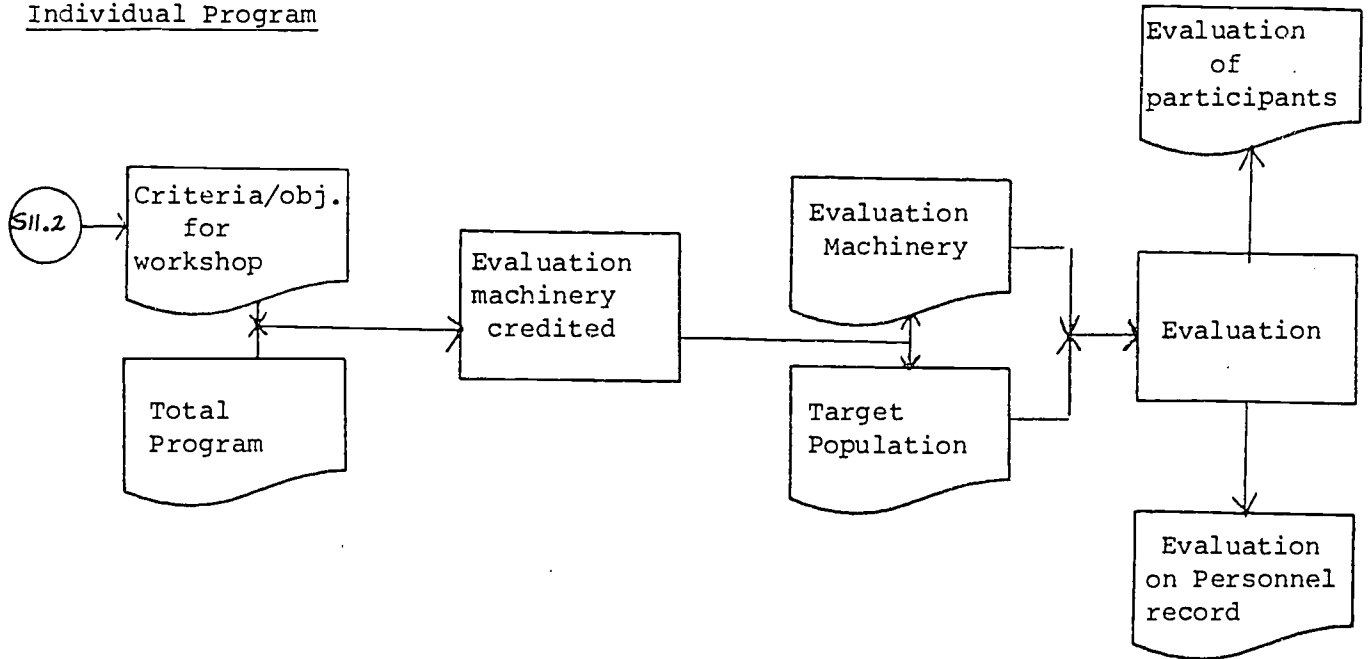 Individual Program
S11.2
Criteria/obj.
for
workshop
Total
Program
Evaluation
machinery
credited
Evaluation
Machinery
Target
Population
Evaluation
of
participants
Evaluation
Evaluation
on Personnel
record